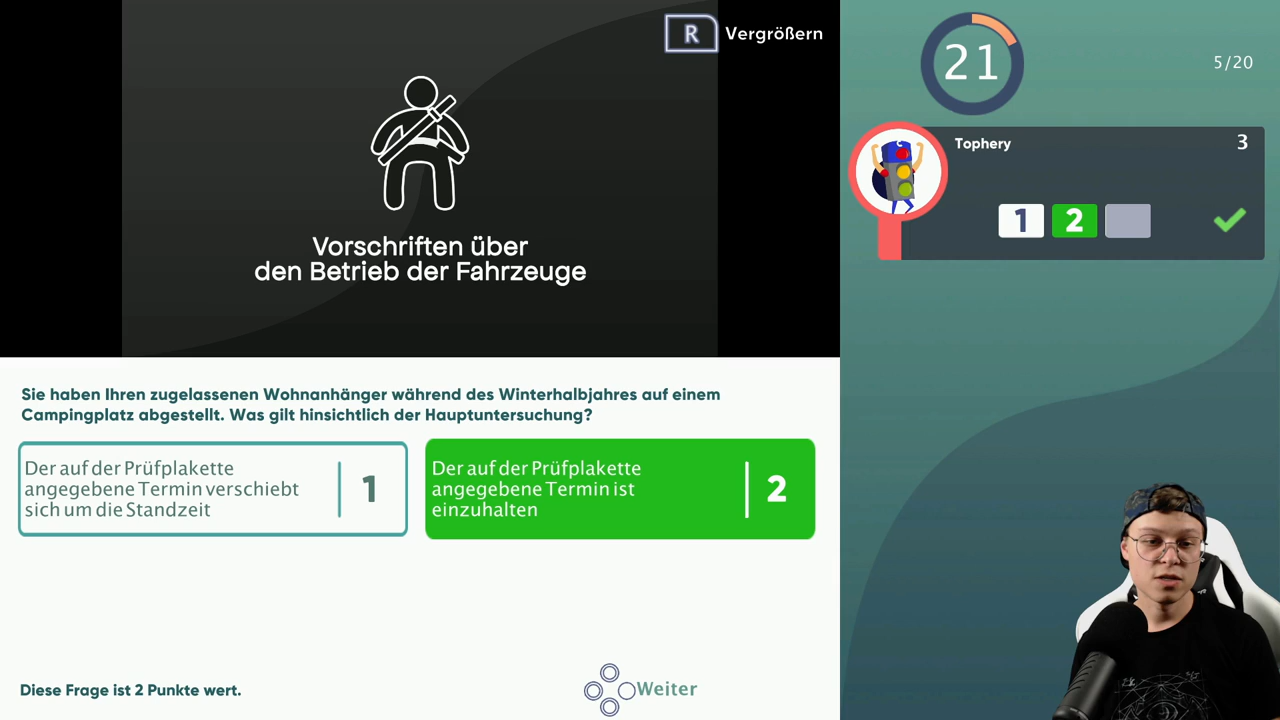 R Vergrößern
Vorschriften über
den Betrieb der Fahrzeuge
Sie haben Ihren zugelassenen Wohnanhänger während des Winterhalbjahres auf einem
Campingplatz abgestellt. Was gilt hinsichtlich der Hauptuntersuchung?
Der auf der Prüfplakette
angegebene Termin verschiebt
sich um die Standzeit
1
Der auf der Prüfplakette
angegebene Termin ist
einzuhalten
2
Diese Frage ist 2 Punkte wert.
Weiter
21
5/20
Tophery 3
1 2